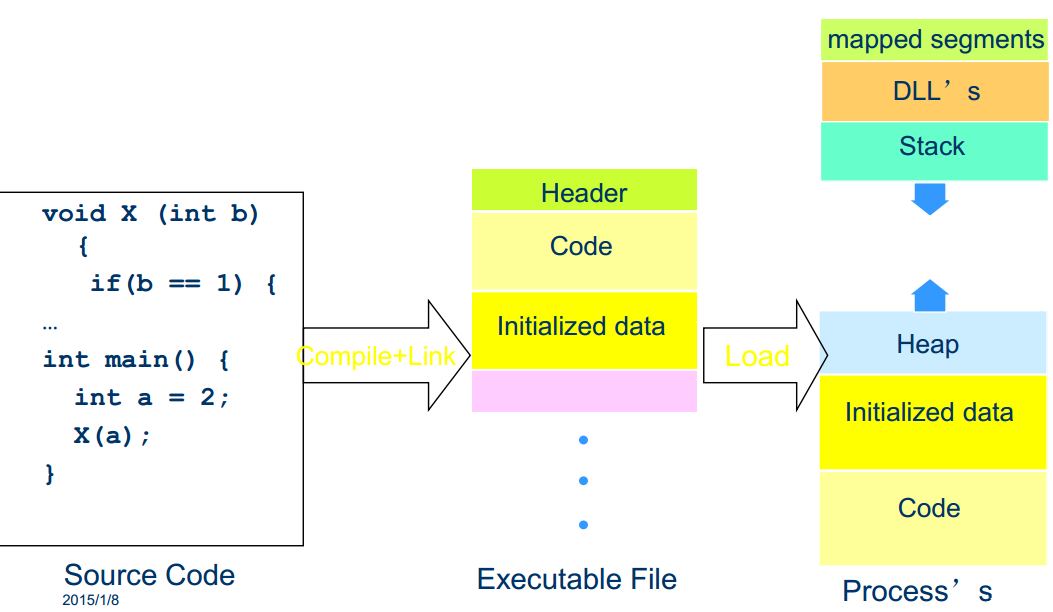 void X (int b)
{
if(b == 1) {
…
int main() {
int a = 2;
X(a);
}
Source Code
2015/1/8
Compile+Link
Header
Code
Initialized data
Executable File
Load
mapped segments
DLL’s
Stack
Heap
Initialized data
Code
Process’s